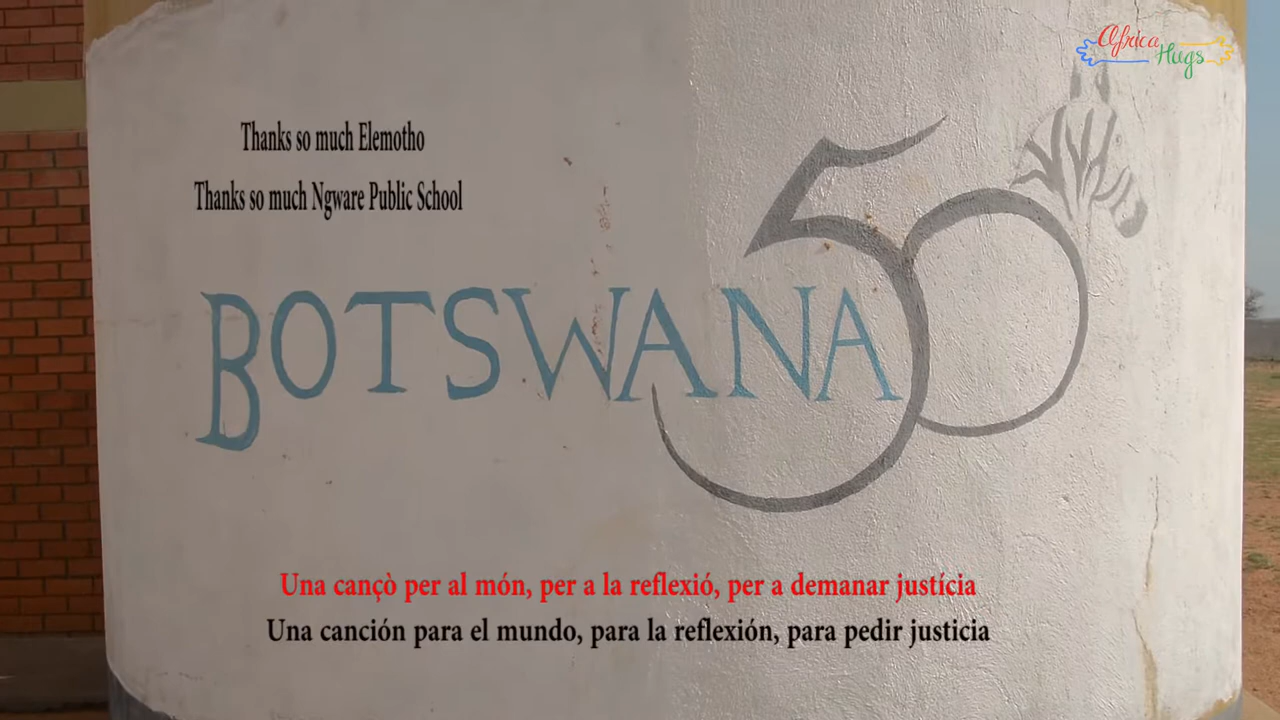 Africa
Hugs
Thanks so much Elemotho
Thanks so much Ngware Public School
BOTSWANA 50
Una cançò per al món, per a la reflexió, per a demanar justícia
Una canción para el mundo, para la reflexión, para pedir justicia